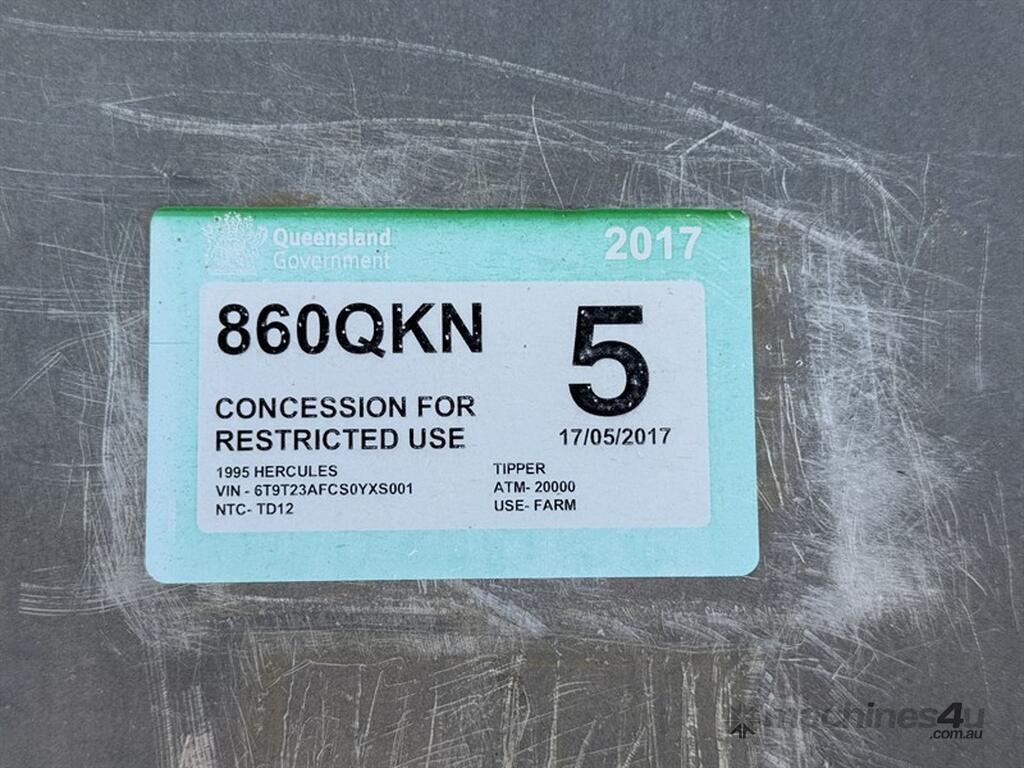 Queensland
Government
2017
860QKN
5
CONCESSION FOR
RESTRICTED USE
17/05/2017
1995 HERCULES
VIN - 6T9T23AFCS0YXS001
NTC- TD12
TIPPER
ATM- 20000
USE- FARM
machines4u
.com.au